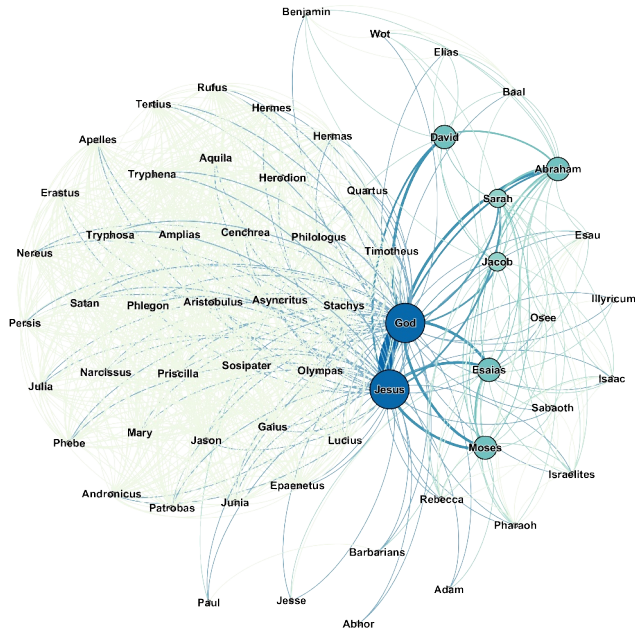 Benjamin
Wot
Elias
Rufus
Baal
Tertius
Hermes
Apelles
Hermas
David
Aquila
Abraham
Tryphena
Herodion
Erastus
Quartus
Sarah
Tryphosa
Amplias
Cenchrea
Philologus
Esau
Nereus
Timotheus
Jacob
Satan
Phlegon
Aristobulus
Asyncritus
Stachys
Illyricum
Persis
God
Osee
Narcissus
Priscilla
Sosipater
Olympas
Esaias
Isaac
Julia
Jesus
Sabaoth
Phebe
Mary
Jason
Gaius
Lucius
Moses
Israelites
Andronicus
Patrobas
Junia
Epaenetus
Rebecca
Pharaoh
Barbarians
Adam
Paul
Jesse
Abhor